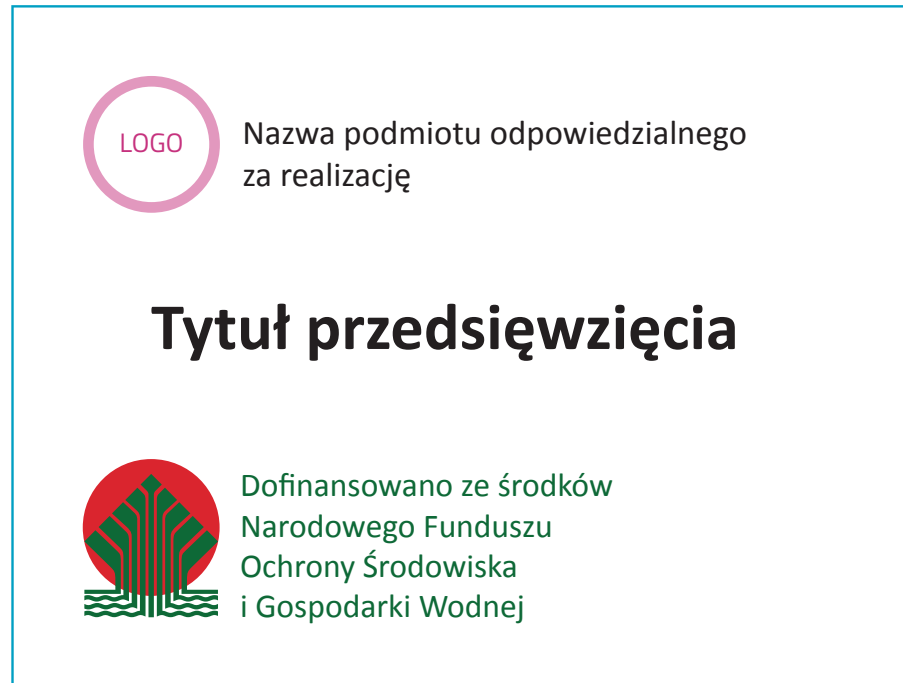 LOGO
Nazwa podmiotu odpowiedzialnego
za realizację
Tytuł przedsięwzięcia
Dofinansowano ze środków
Narodowego Funduszu
Ochrony Środowiska
i Gospodarki Wodnej